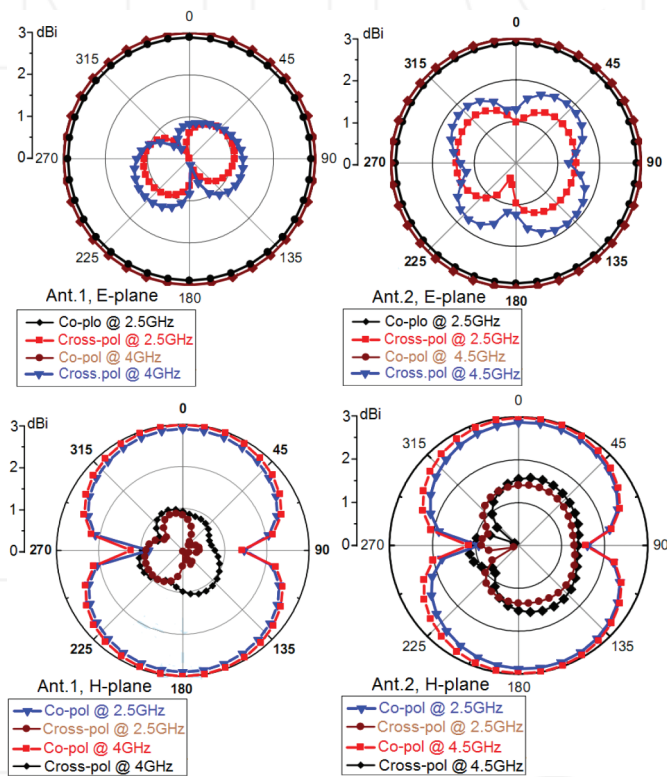 3 dBi 0
315 45
2
1
0 270 90
225 135
180
Ant.1, E-plane
Co-plo @ 2.5GHz
Cross-pol @ 2.5GHz
Co-pol @ 4GHz
Cross.pol @ 4GHz
3 dBi 0
315 45
2
1
0 270 90
225 135
180
Ant.2, E-plane
Co-plo @ 2.5GHz
Cross-pol @ 2.5GHz
Co-pol @ 4.5GHz
Cross.pol @ 4.5GHz
3 dBi 0
315 45
2
1
0 270 90
225 135
180
Ant.1, H-plane
Co-pol @ 2.5GHz
Cross-pol @ 2.5GHz
Co-pol @ 4GHz
Cross-pol @ 4GHz
3 dBi 0
315 45
2
1
0 270 90
225 135
180
Ant.2, H-plane
Co-pol @ 2.5GHz
Cross-pol @ 2.5GHz
Co-pol @ 4.5GHz
Cross-pol @ 4.5GHz